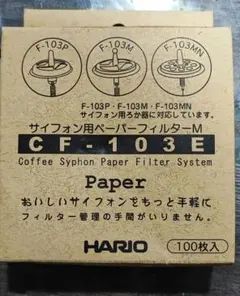 F-103P
F-103M
F-103MN
F-103P・F-103M・F-103MN
サイフォン用ろか器に対応しています。
サイフォン用ペーパーフィルターM
CF-103E
Coffee Syphon Paper Filter System
Paper
おいしいサイフォンをもっと手軽に
フィルター管理の手間がいりません。
HARIO
100枚入